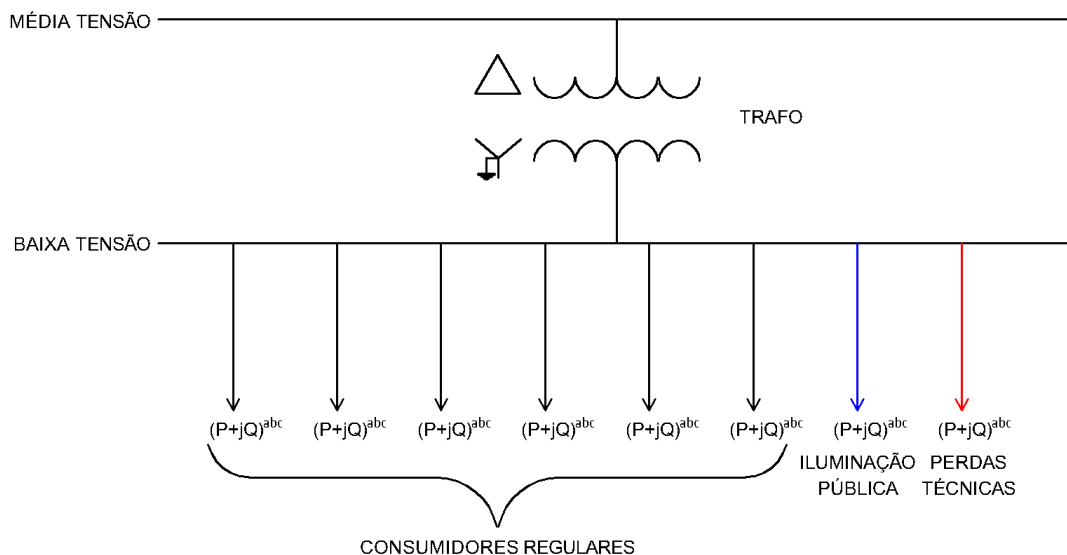 MÉDIA TENSÃO
TRAFO
BAIXA TENSÃO
(P+jQ)abc (P+jQ)abc (P+jQ)abc (P+jQ)abc (P+jQ)abc (P+jQ)abc (P+jQ)abc (P+jQ)abc
ILUMINAÇÃO PÚBLICA
PERDAS TÉCNICAS
CONSUMIDORES REGULARES